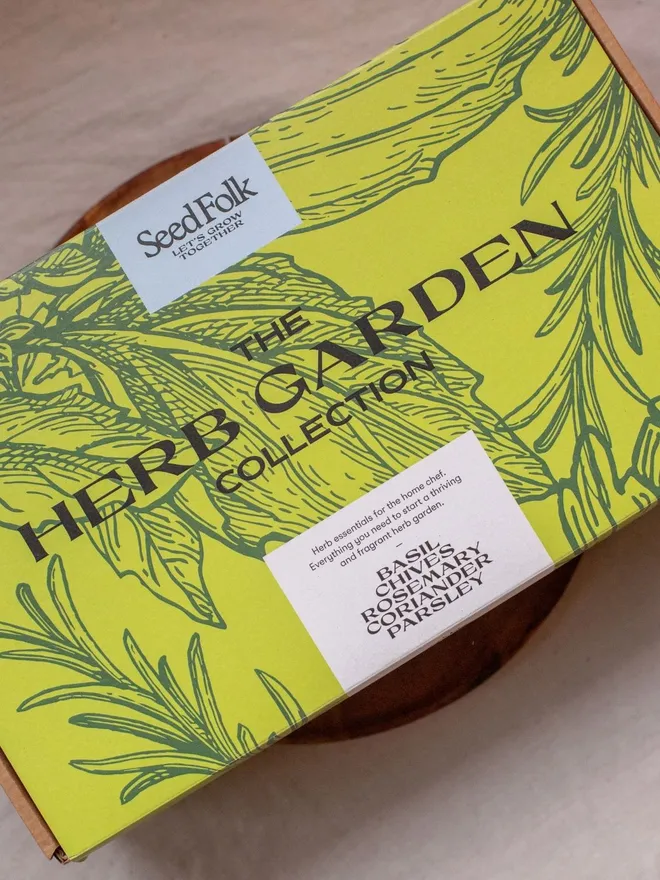 SeedFolk
LET'S GROW
TOGETHER
THE
HERB GARDEN
COLLECTION
Herb essentials for the home chef.
Everything you need to start a thriving
and fragrant herb garden.
–
BASIL
CHIVES
ROSEMARY
CORIANDER
PARSLEY